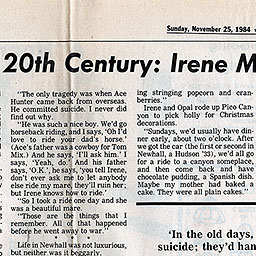 Sunday, November 25, 1984
20th Century: Irene M
"The only tragedy was when Ace
Hunter came back from overseas.
He committed suicide. I never did
find out why.
"He was such a nice boy. We'd go
horseback riding, and I says, 'Oh I'd
love to ride your dad's horse.'
(Ace's father was a cowboy for Tom
Mix.) And he says, 'I'll ask him.' I
says, 'Yeah, do.' And his father
says, 'O.K.', he says, 'you tell Irene,
don't ever ask me to let anybody
else ride my mare; they'll ruin her;
but Irene knows how to ride.'
"So I took a ride one day and she
was a beautiful mare.
"Those are the things that I
remember. All of that happened
before he went away to war."
Life in Newhall was not luxurious,
but neither was it beggarly.
ing stringing popcorn and cran-
berries."
Irene and Opal rode up Pico Can-
yon to pick holly for Christmas
decorations.
"Sundays, we'd usually have din-
ner early, about two o'clock. After
we got the car (the first or second in
Newhall, a Hudson '33), we'd all go
for a ride to a canyon someplace,
and then come back and have
chocolate pudding, a Spanish dish.
Maybe my mother had baked a
cake. They were all plain cakes."
'In the old days,
suicide; they'd han